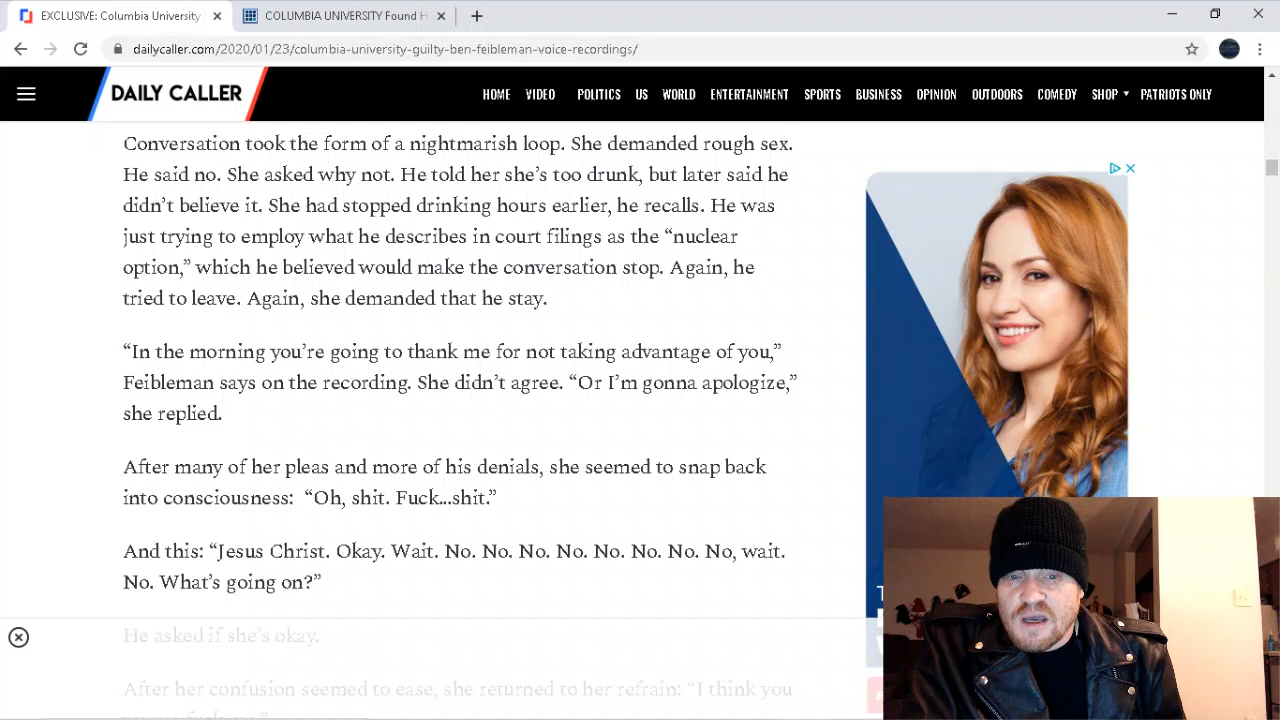 EXCLUSIVE: Columbia University
COLUMBIA UNIVERSITY Found H
dailycaller.com/2020/01/23/columbia-university-guilty-ben-feibleman-voice-recordings/
DAILY CALLER
HOME VIDEO POLITICS US WORLD ENTERTAINMENT SPORTS BUSINESS OPINION OUTDOORS COMEDY SHOP PATRIOTS ONLY
Conversation took the form of a nightmarish loop. She demanded rough sex.
He said no. She asked why not. He told her she’s too drunk, but later said he
didn’t believe it. She had stopped drinking hours earlier, he recalls. He was
just trying to employ what he describes in court filings as the “nuclear
option,” which he believed would make the conversation stop. Again, he
tried to leave. Again, she demanded that he stay.
“In the morning you’re going to thank me for not taking advantage of you,”
Feibleman says on the recording. She didn’t agree. “Or I’m gonna apologize,”
she replied.
After many of her pleas and more of his denials, she seemed to snap back
into consciousness: “Oh, shit. Fuck...shit.”
And this: “Jesus Christ. Okay. Wait. No. No. No. No. No. No. No. No, wait.
No. What’s going on?”
He asked if she’s okay.
After her confusion seemed to ease, she returned to her refrain: “I think you